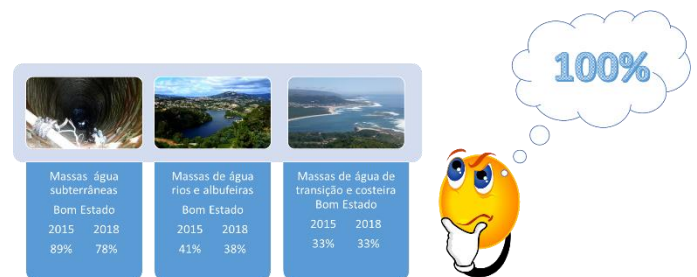 100%
Massas água
subterrâneas
Bom Estado
2015 2018
89% 78%
Massas de água
rios e albufeiras
Bom Estado
2015 2018
41% 38%
Massas de água de
transição e costeira
Bom Estado
2015 2018
33% 33%